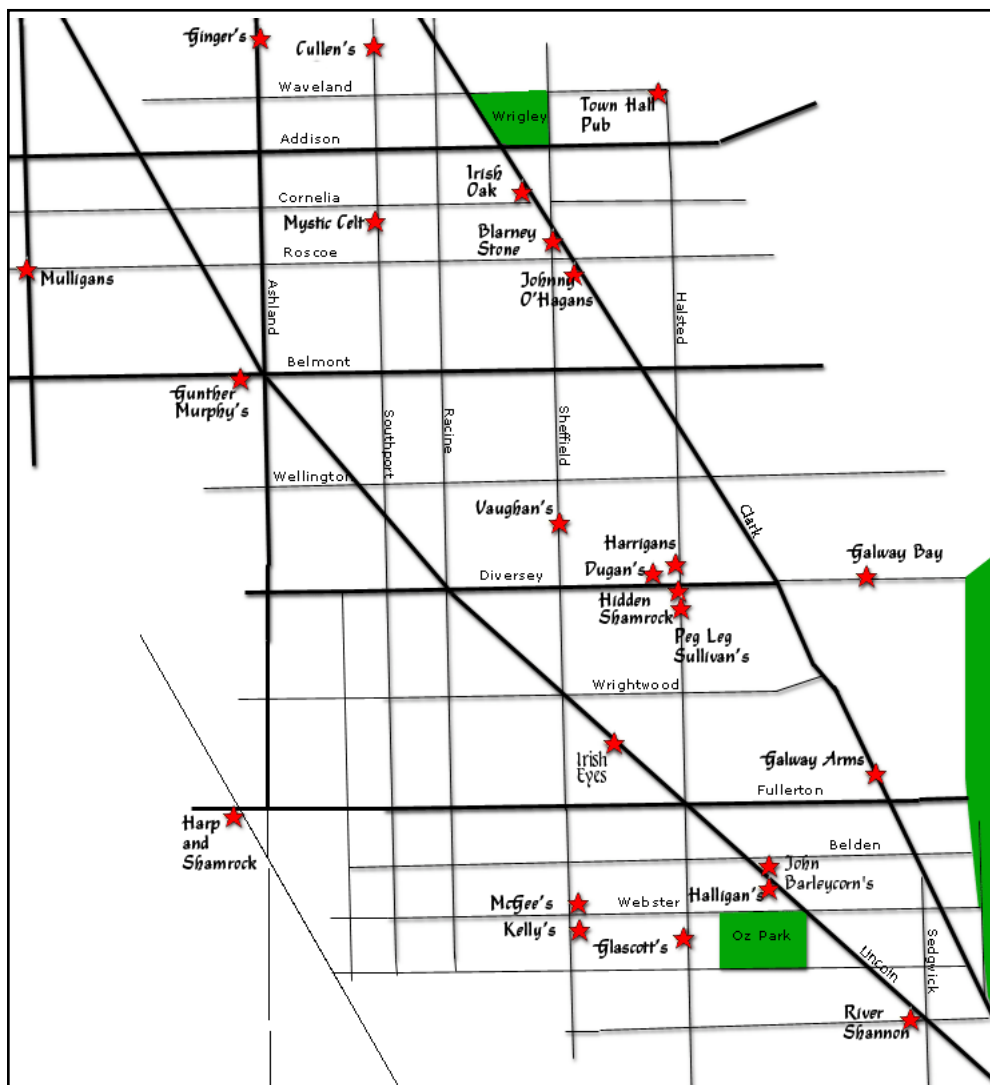 Ginger's
Cullen's
Waveland
Town Hall
Pub
Wrigley
Addison
Irish
Oak
Cornelia
Mystic Celt
Blarney
Stone
Roscoe
Mulligans
Johnny
O'Hagans
Ashland
Halsted
Belmont
Gunther
Murphy's
Southport
Racine
Sheffield
Wellington
Vaughan's
Clark
Harrigans
Galway Bay
Dugan's
Diversey
Hidden
Shamrock
Peg Leg
Sullivan's
Wrightwood
Irish
Eyes
Galway Arms
Fullerton
Harp
and
Shamrock
Belden
John
Barleycorn's
Halligan's
McGee's
Webster
Kelly's
Glascott's
Oz Park
Lincoln
Sedgwick
River
Shannon